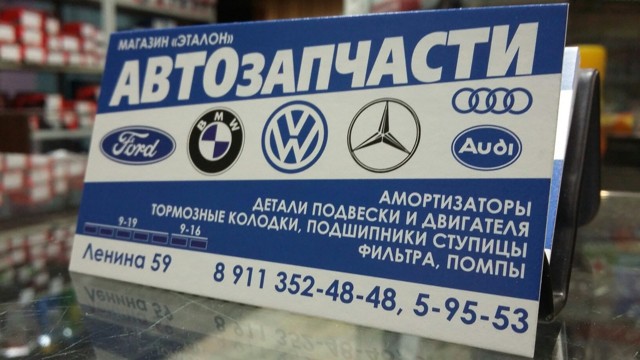 МАГАЗИН «ЭТАЛОН»
АВТОЗАПЧАСТИ
Ford
BMW
Audi
АМОРТИЗАТОРЫ
ДЕТАЛИ ПОДВЕСКИ И ДВИГАТЕЛЯ
ТОРМОЗНЫЕ КОЛОДКИ, ПОДШИПНИКИ СТУПИЦЫ
ФИЛЬТРА, ПОМПЫ
9-19
9-16
Ленина 59
8 911 352-48-48, 5-95-53